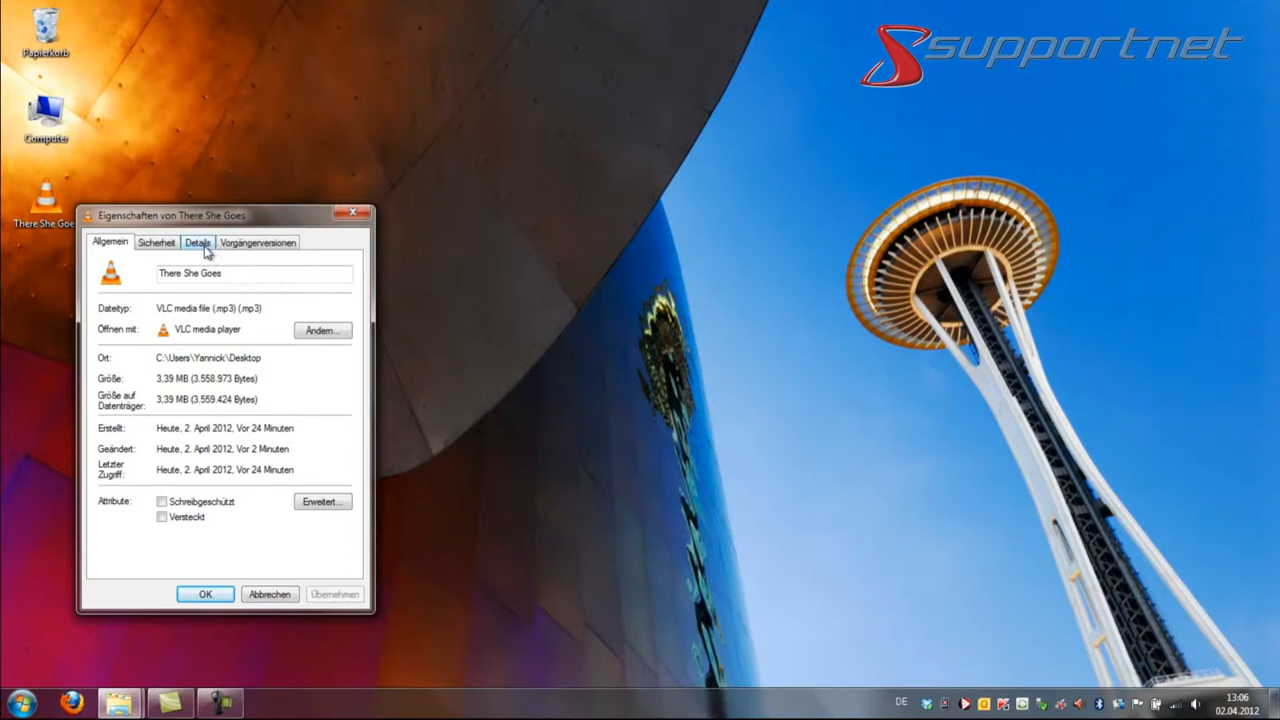 Papierkorb
Computer
There She Goe
supportnet
Eigenschaften von There She Goes
Allgemein Sicherheit Details Vorgängerversionen
There She Goes
Dateityp: VLC media file (.mp3) (.mp3)
Öffnen mit: VLC media player Ändern...
Ort: C:\Users\Yannick\Desktop
Größe: 3,39 MB (3.558.973 Bytes)
Größe auf Datenträger: 3,39 MB (3.559.424 Bytes)
Erstellt: Heute, 2. April 2012, Vor 24 Minuten
Geändert: Heute, 2. April 2012, Vor 2 Minuten
Letzter Zugriff: Heute, 2. April 2012, Vor 24 Minuten
Attribute: Schreibgeschützt Erweitert...
Versteckt
OK Abbrechen Übernehmen
DE
13:06
02.04.2012